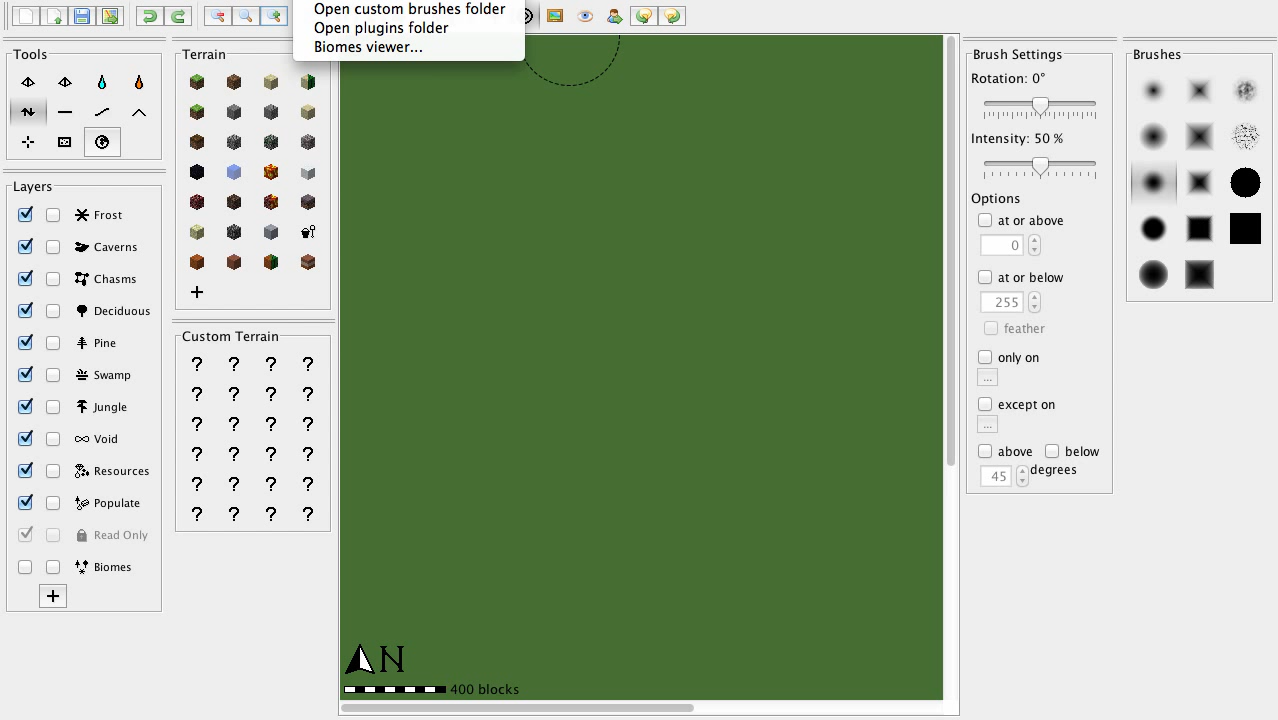 Open custom brushes folder
Open plugins folder
Biomes viewer...
Tools
Layers
Frost
Caverns
Chasms
Deciduous
Pine
Swamp
Jungle
Void
Resources
Populate
Read Only
Biomes
+
Terrain
+
Custom Terrain
? ? ? ?
? ? ? ?
? ? ? ?
? ? ? ?
? ? ? ?
? ? ? ?
N
400 blocks
Brush Settings
Rotation: 0°
Intensity: 50 %
Options
at or above
0
at or below
255
feather
only on
...
except on
...
above below
45 degrees
Brushes